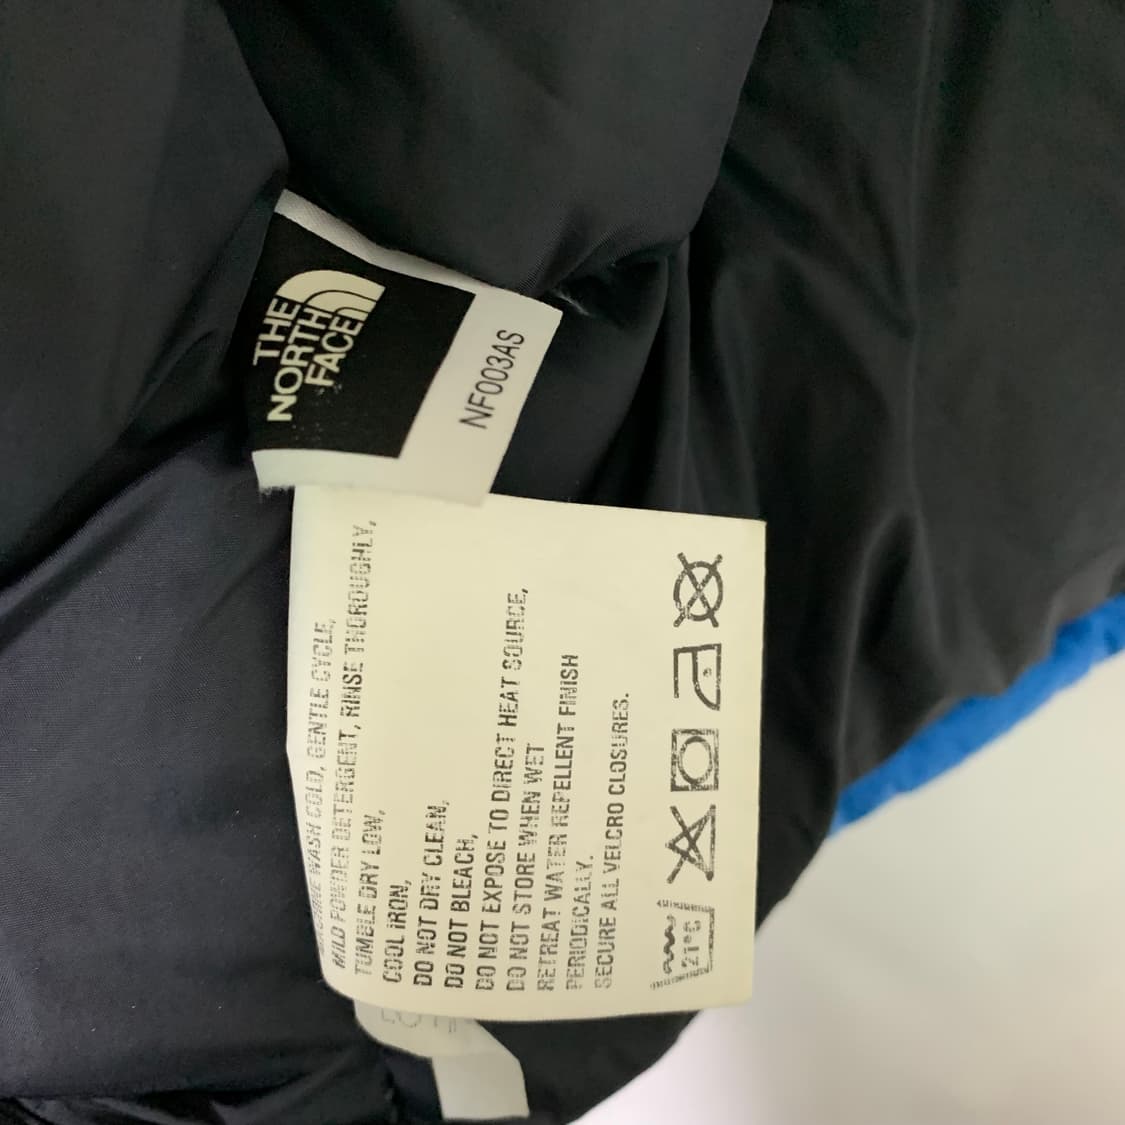 THE
NORTH
FACE
NF003AS
MACHINE WASH COLD, GENTLE CYCLE,
MILD POWDER DETERGENT, RINSE THOROUGHLY,
TUMBLE DRY LOW,
COOL IRON,
DO NOT DRY CLEAN,
DO NOT BLEACH,
DO NOT EXPOSE TO DIRECT HEAT SOURCE,
DO NOT STORE WHEN WET
RETREAT WATER REPELLENT FINISH
PERIODICALLY.
SECURE ALL VELCRO CLOSURES.
am
21°C